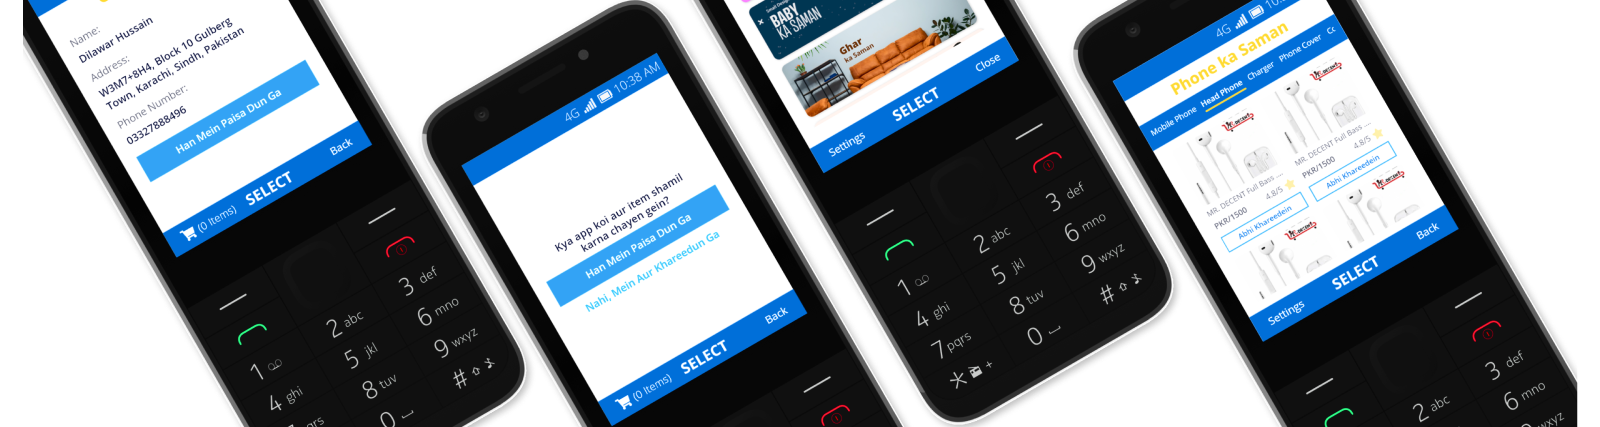 Name:
Dilawar Hussain
Address:
W3M7+8H4, Block 10 Gulberg
Town, Karachi, Sindh, Pakistan
Phone Number:
03327888496
Han Mein Paisa Dun Ga
(0 Items)
SELECT
Back
1
2 abc
3 def
4 ghi
5 jkl
6 mno
8 tuv
9 wxyz
0
#
4G
10:38 AM
Kya app koi aur item shamil
karna chayen gein?
Han Mein Paisa Dun Ga
Nahi, Mein Aur Khareedun Ga
(0 Items)
SELECT
Back
BABY
KA SAMAN
Ghar
ka Saman
Settings
SELECT
Close
1
2 abc
3 def
4 ghi
5 jkl
6 mno
7 pqrs
8 tuv
9 wxyz
* +
0
#
4G
Phone ka Saman
Mobile Phone
Head Phone
Charger
Phone Cover
MR. DECENT Full Bass ....
PKR/1500
4.8/5
Abhi Khareedein
MR. DECENT Full Bass ....
PKR/1500
4.8/5
Abhi Khareedein
Settings
SELECT
Back
2 abc
3 def
6 mno